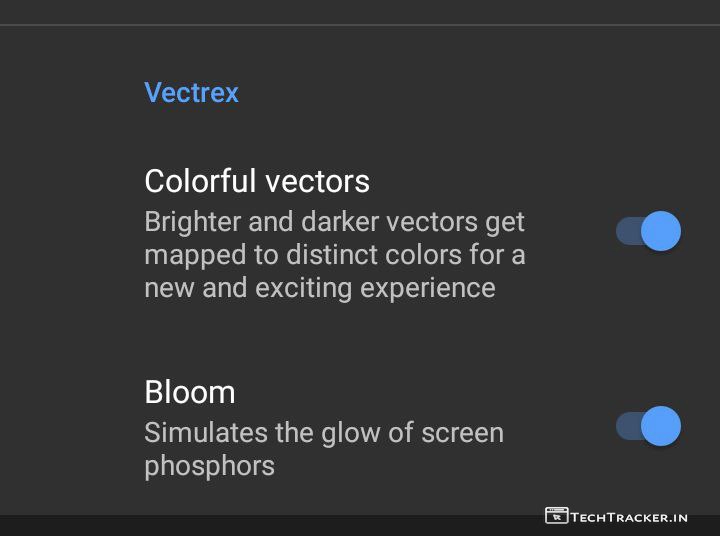 Vectrex
Colorful vectors
Brighter and darker vectors get
mapped to distinct colors for a
new and exciting experience
Bloom
Simulates the glow of screen
phosphors
TECHTRACKER.IN